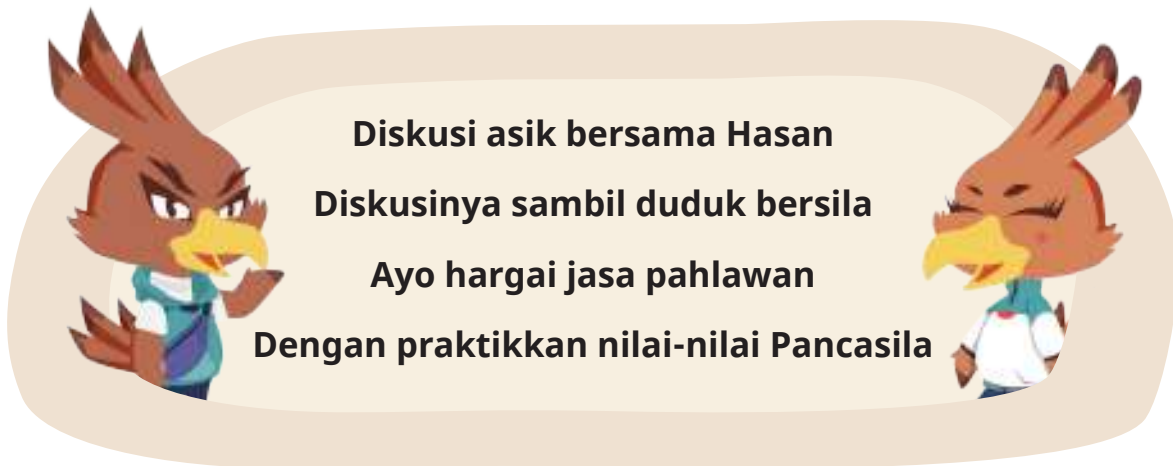 Diskusi asik bersama Hasan
Diskusinya sambil duduk bersila
Ayo hargai jasa pahlawan
Dengan praktikkan nilai-nilai Pancasila